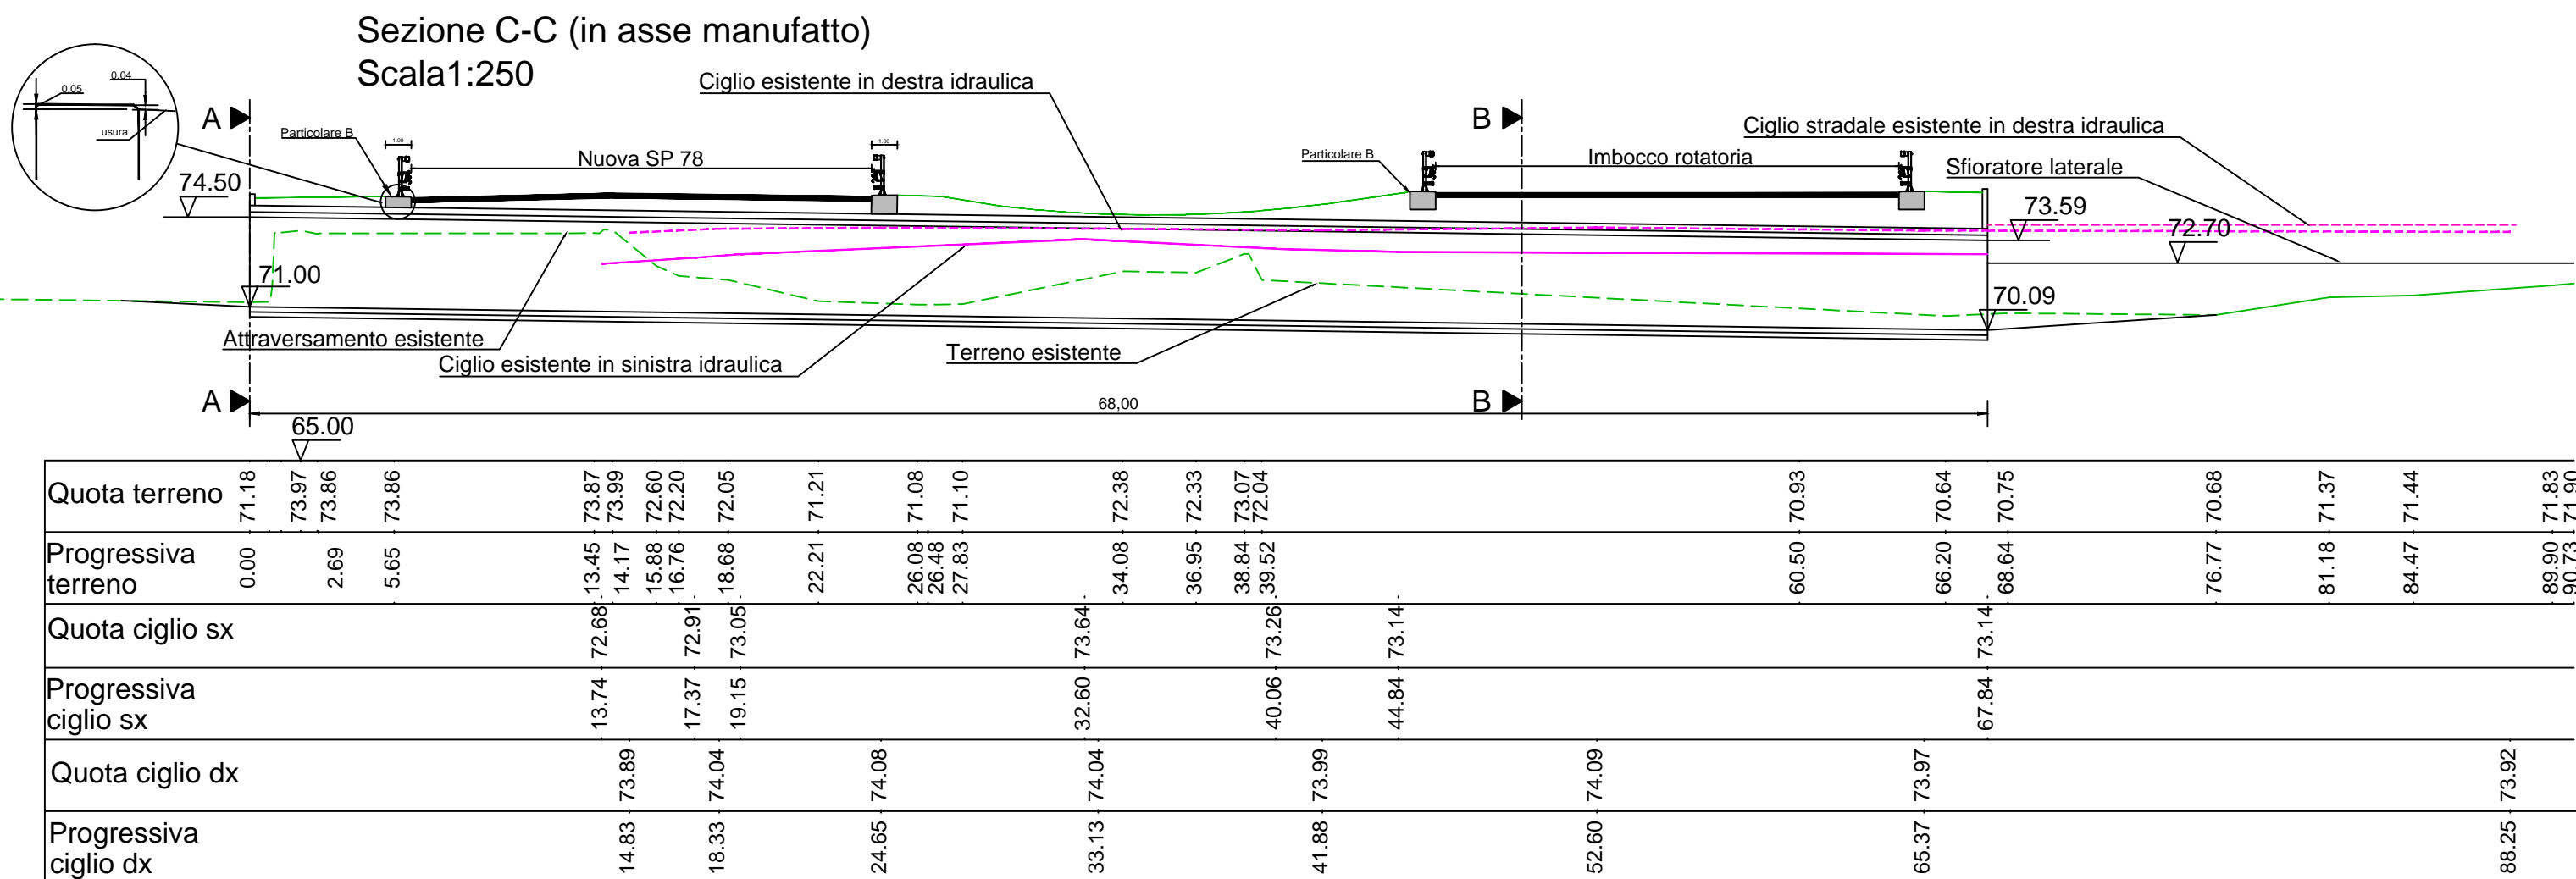 Sezione C-C (in asse manufatto)
Scala1:250
0.04
0.05
usura
Ciglio esistente in destra idraulica
A
B
Particolare B
1.00
1.00
Nuova SP 78
Particolare B
Imbocco rotatoria
Ciglio stradale esistente in destra idraulica
Sfioratore laterale
74.50
73.59
72.70
71.00
70.09
Attraversamento esistente
Ciglio esistente in sinistra idraulica
Terreno esistente
A
B
68,00
65.00
Quota terreno 71.18 73.97 73.86 73.86 73.87 73.99 72.60 72.20 72.05 71.21 71.08 71.10 72.38 72.33 73.07 72.04 70.93 70.64 70.75 70.68 71.37 71.44 71.83 71.90
Progressiva
terreno 0.00 2.69 5.65 13.45 14.17 15.88 16.76 18.68 22.21 26.08 26.48 27.83 34.08 36.95 38.84 39.52 60.50 66.20 68.64 76.77 81.18 84.47 89.90 90.73
Quota ciglio sx 72.68 72.91 73.05 73.64 73.26 73.14 73.14
Progressiva
ciglio sx 13.74 17.37 19.15 32.60 40.06 44.84 67.84
Quota ciglio dx 73.89 74.04 74.08 74.04 73.99 74.09 73.97 73.92
Progressiva
ciglio dx 14.83 18.33 24.65 33.13 41.88 52.60 65.37 88.25